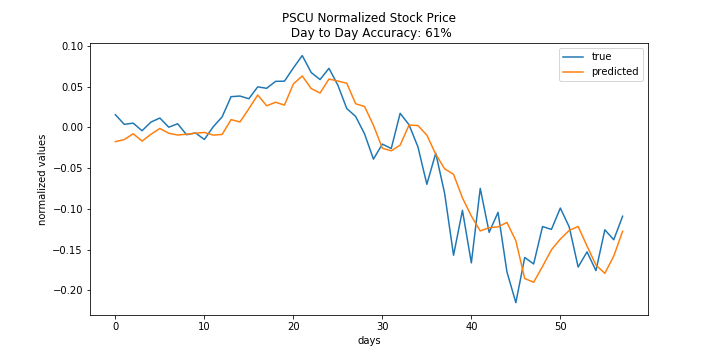 PSCU Normalized Stock Price
Day to Day Accuracy: 61%
true
predicted
normalized values
0.10
0.05
0.00
−0.05
−0.10
−0.15
−0.20
0
10
20
30
40
50
days